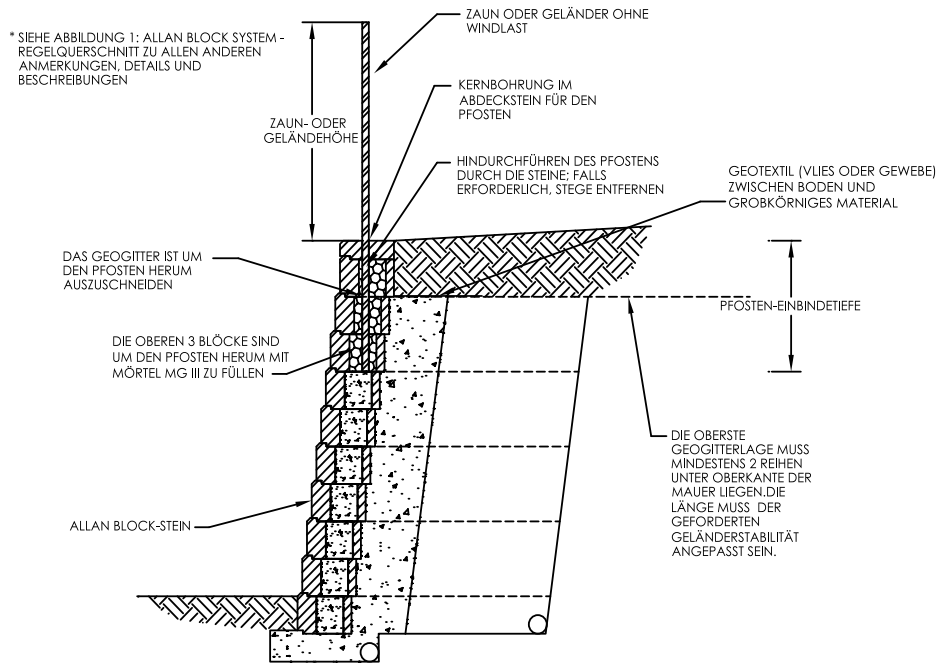 * SIEHE ABBILDUNG 1: ALLAN BLOCK SYSTEM -
REGELQUERSCHNITT ZU ALLEN ANDEREN
ANMERKUNGEN, DETAILS UND
BESCHREIBUNGEN
ZAUN ODER GELÄNDER OHNE
WINDLAST
KERNBOHRUNG IM
ABDECKSTEIN FÜR DEN
PFOSTEN
ZAUN- ODER
GELÄNDEHÖHE
HINDURCHFÜHREN DES PFOSTENS
DURCH DIE STEINE; FALLS
ERFORDERLICH, STEGE ENTFERNEN
GEOTEXTIL (VLIES ODER GEWEBE)
ZWISCHEN BODEN UND
GROBKÖRNIGES MATERIAL
DAS GEOGITTER IST UM
DEN PFOSTEN HERUM
AUSZUSCHNEIDEN
PFOSTEN-EINBINDETIEFE
DIE OBEREN 3 BLÖCKE SIND
UM DEN PFOSTEN HERUM MIT
MÖRTEL MG III ZU FÜLLEN
DIE OBERSTE
GEOGITTERLAGE MUSS
MINDESTENS 2 REIHEN
UNTER OBERKANTE DER
MAUER LIEGEN.DIE
LÄNGE MUSS DER
GEFORDERTEN
GELÄNDERSTABILITÄT
ANGEPASST SEIN.
ALLAN BLOCK-STEIN